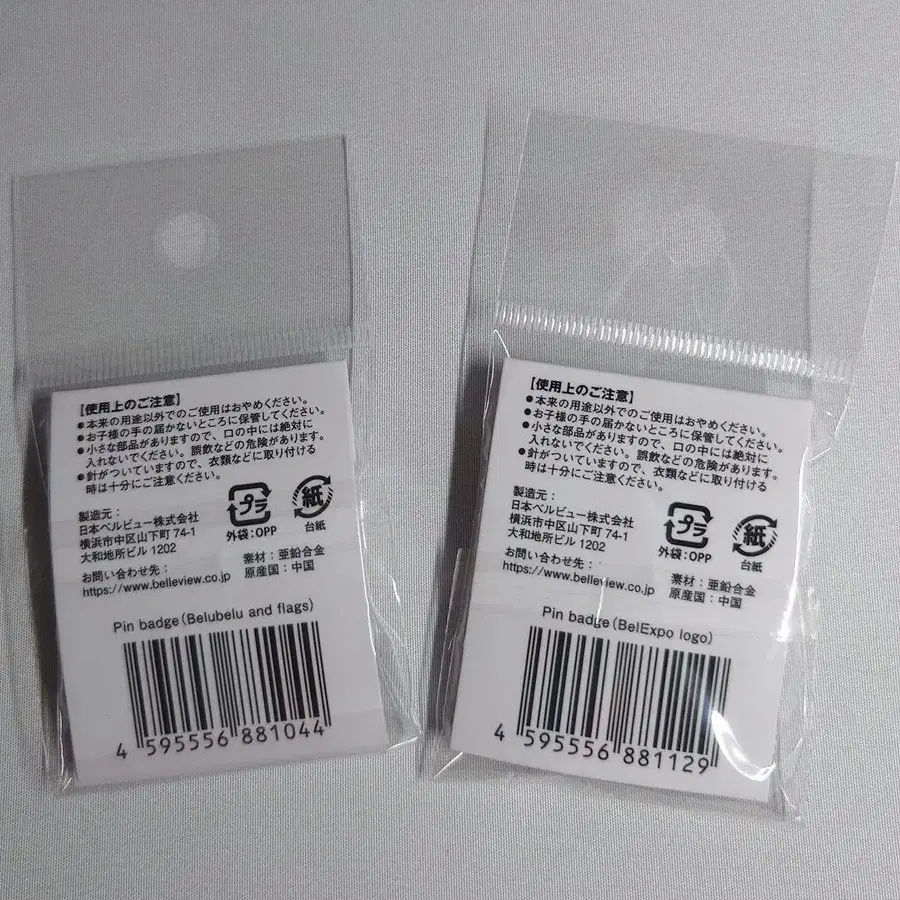 【使用上のご注意】
●本来の用途以外でのご使用はおやめください。
●お子様の手の届かないところに保管してください。
●小さな部品がありますので、口の中には絶対に
入れないでください。誤飲などの危険があります。
●針がついていますので、衣類などに取り付ける
時は十分にご注意ください。
製造元：
日本ベルビュー株式会社
横浜市中区山下町 74-1
大和地所ビル 1202
プラ
外袋:OPP
紙
台紙
お問い合わせ先：
https://www.belleview.co.jp
素材：亜鉛合金
原産国：中国
Pin badge(Belubelu and flags)
4 595556 881044
【使用上のご注意】
●本来の用途以外でのご使用はおやめください。
●お子様の手の届かないところに保管してください。
●小さな部品がありますので、口の中には絶対に
入れないでください。誤飲などの危険があります。
●針がついていますので、衣類などに取り付ける
時は十分にご注意ください。
製造元：
日本ベルビュー株式会社
横浜市中区山下町 74-1
大和地所ビル 1202
プラ
外袋:OPP
紙
台紙
お問い合わせ先：
https://www.belleview.co.jp
素材：亜鉛合金
原産国：中国
Pin badge(BelExpo logo)
4 595556 881129